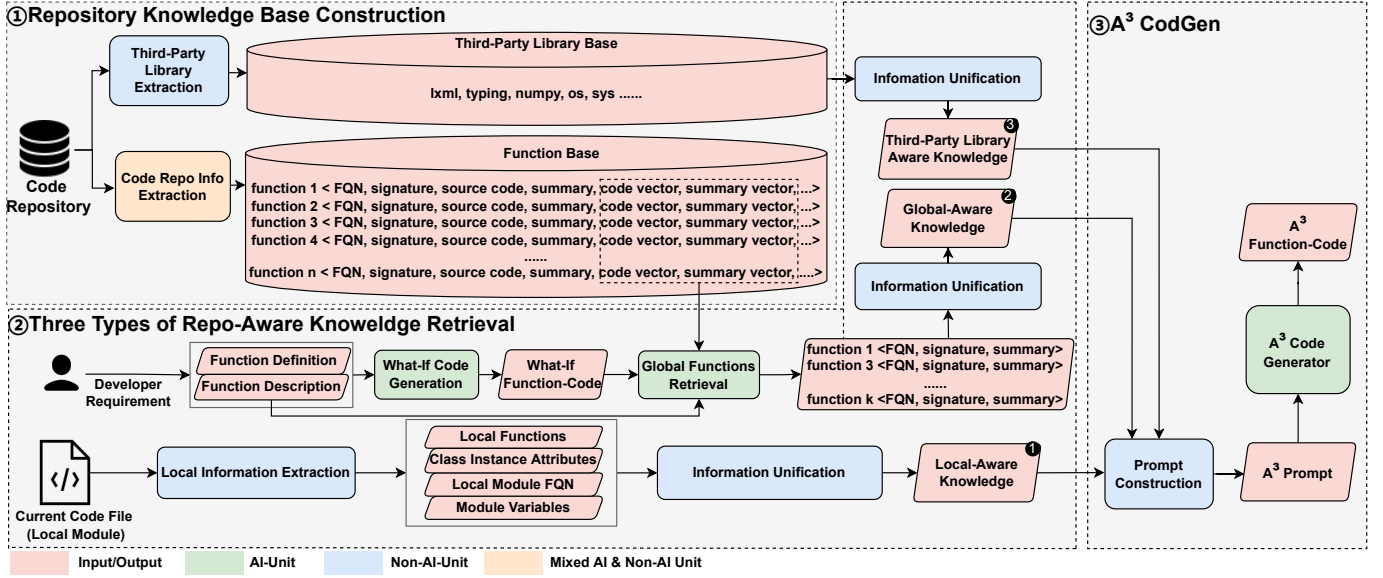 ①Repository Knowledge Base Construction
Third-Party
Library
Extraction
Third-Party Library Base
lxml, typing, numpy, os, sys ......
Code
Repository
Code Repo Info
Extraction
Function Base
function 1 < FQN, signature, source code, summary, code vector, summary vector, ...>
function 2 < FQN, signature, source code, summary, code vector, summary vector, ...>
function 3 < FQN, signature, source code, summary, code vector, summary vector, ...>
function 4 < FQN, signature, source code, summary, code vector, summary vector, ...>
......
function n < FQN, signature, source code, summary, code vector, summary vector, ....>
Infomation Unification
3
Third-Party Library
Aware Knowledge
2
Global-Aware
Knowledge
Information Unification
function 1 <FQN, signature, summary>
function 3 <FQN, signature, summary>
......
function k <FQN, signature, summary>
②Three Types of Repo-Aware Knoweldge Retrieval
Developer
Requirement
Function Definition
Function Description
What-If Code
Generation
What-If
Function-Code
Global Functions
Retrieval
Current Code File
(Local Module)
Local Information Extraction
Local Functions
Class Instance Attributes
Local Module FQN
Module Variables
Information Unification
1
Local-Aware
Knowledge
③A³ CodGen
A³
Function-Code
A³ Code
Generator
Prompt
Construction
A³ Prompt
Input/Output
AI-Unit
Non-AI-Unit
Mixed AI & Non-AI Unit